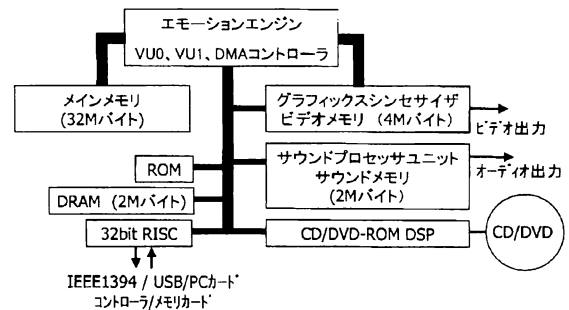 エモーションエンジン
VU0、VU1、DMAコントローラ
メインメモリ
(32Mバイト)
グラフィックスシンセサイザ
ビデオメモリ (4Mバイト)
ビデオ出力
ROM
サウンドプロセッサユニット
サウンドメモリ
(2Mバイト)
オーディオ出力
DRAM (2Mバイト)
32bit RISC
CD/DVD-ROM DSP
CD/DVD
IEEE1394 / USB/PCカード
コントローラ/メモリカード